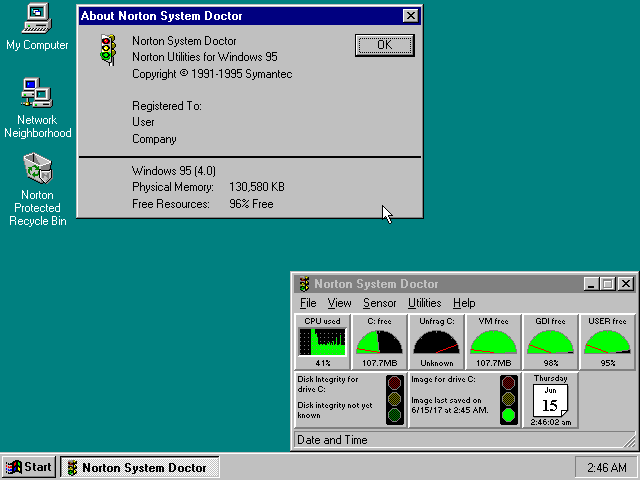 My Computer
Network
Neighborhood
Norton
Protected
Recycle Bin
About Norton System Doctor
Norton System Doctor
Norton Utilities for Windows 95
Copyright © 1991-1995 Symantec
OK
Registered To:
User
Company
Windows 95 (4.0)
Physical Memory: 130,580 KB
Free Resources: 96% Free
Norton System Doctor
File View Sensor Utilities Help
CPU used C: free Unfrag C: VM free GDI free USER free
41% 107.7MB Unknown 107.7MB 98% 95%
Disk Integrity for
drive C:
Disk integrity not yet
known
Image for drive C:
Image last saved on
6/15/17 at 2:45 AM.
Thursday
Jun
15
2:46:02 am
Date and Time
Start Norton System Doctor 2:46 AM